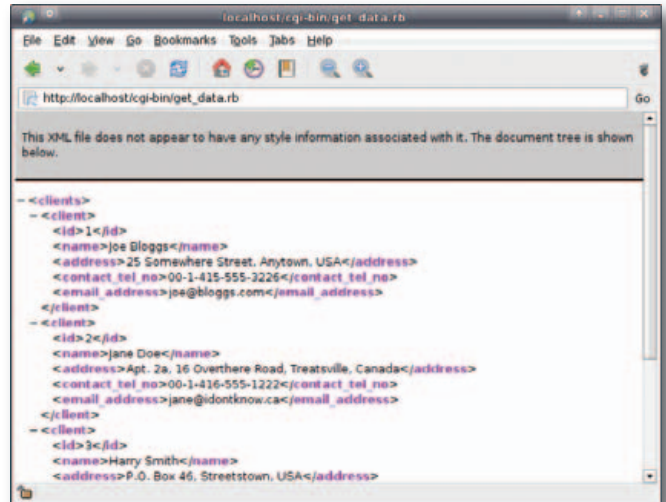 localhost/cgi-bin/get_data.rb
File Edit View Go Bookmarks Tools Tabs Help
http://localhost/cgi-bin/get_data.rb Go
This XML file does not appear to have any style information associated with it. The document tree is shown
below.
− <clients>
− <client>
<id>1</id>
<name>Joe Bloggs</name>
<address>25 Somewhere Street, Anytown, USA</address>
<contact_tel_no>00-1-415-555-3226</contact_tel_no>
<email_address>joe@bloggs.com</email_address>
</client>
− <client>
<id>2</id>
<name>Jane Doe</name>
<address>Apt. 2a, 16 Overthere Road, Treatsville, Canada</address>
<contact_tel_no>00-1-416-555-1222</contact_tel_no>
<email_address>jane@idontknow.ca</email_address>
</client>
− <client>
<id>3</id>
<name>Harry Smith</name>
<address>P.O. Box 46, Streetstown, USA</address>